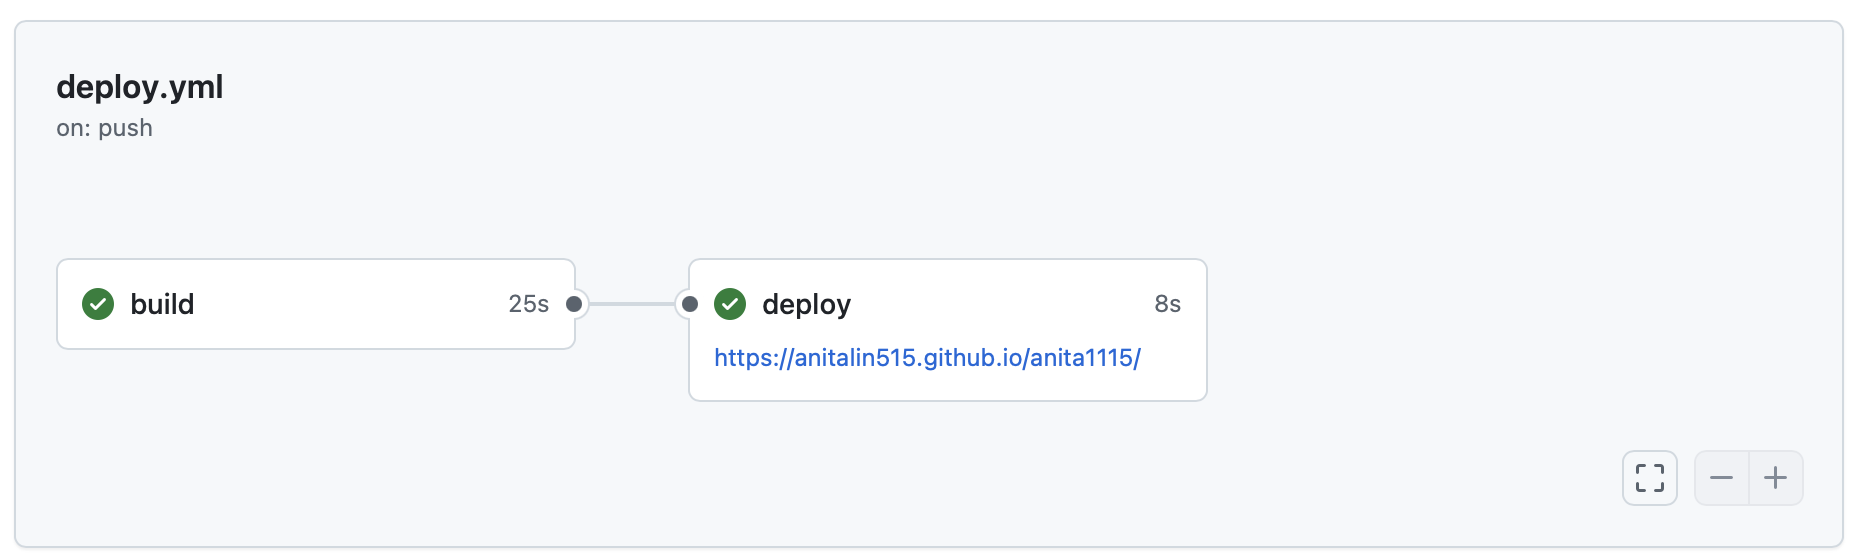 deploy.yml
on: push
build 25s
deploy 8s
https://anitalin515.github.io/anita1115/